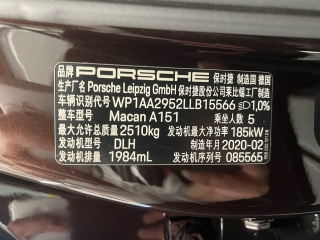 品牌 PORSCHE 保时捷 制造国 德国
生产厂名 Porsche Leipzig GmbH 保时捷股份公司莱比锡工厂制造
车辆识别代号 WP1AA2952LLB15566 1,0%
整车型号 Macan A151 乘坐人数 5
最大允许总质量 2510kg 发动机最大净功率 185kW
发动机型号 DLH 制造年月 2020-02
发动机排量 1984mL 发动机序列号 085565